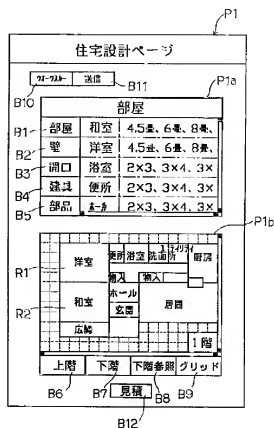 P1
住宅設計ページ
ウオークスルー 送信
B10 B11 P1a
部屋
B1 部屋 和室 4.5畳、6畳、8畳、
B2 壁 洋室 4.5畳、6畳、8畳、
B3 開口 浴室 2×3、3×4、3×
B4 建具 便所 2×3、3×4、3×
B5 部品 ホール 2×3、3×4、3×
P1b
便所 浴室 洗面所 ユティリティ 厨房
R1 洋室
物入 物入
ホール
R2 和室 居間
玄関
広縁
1階
上階 下階 下階参照 グリッド
B6 B7 B8 B9
見積
B12